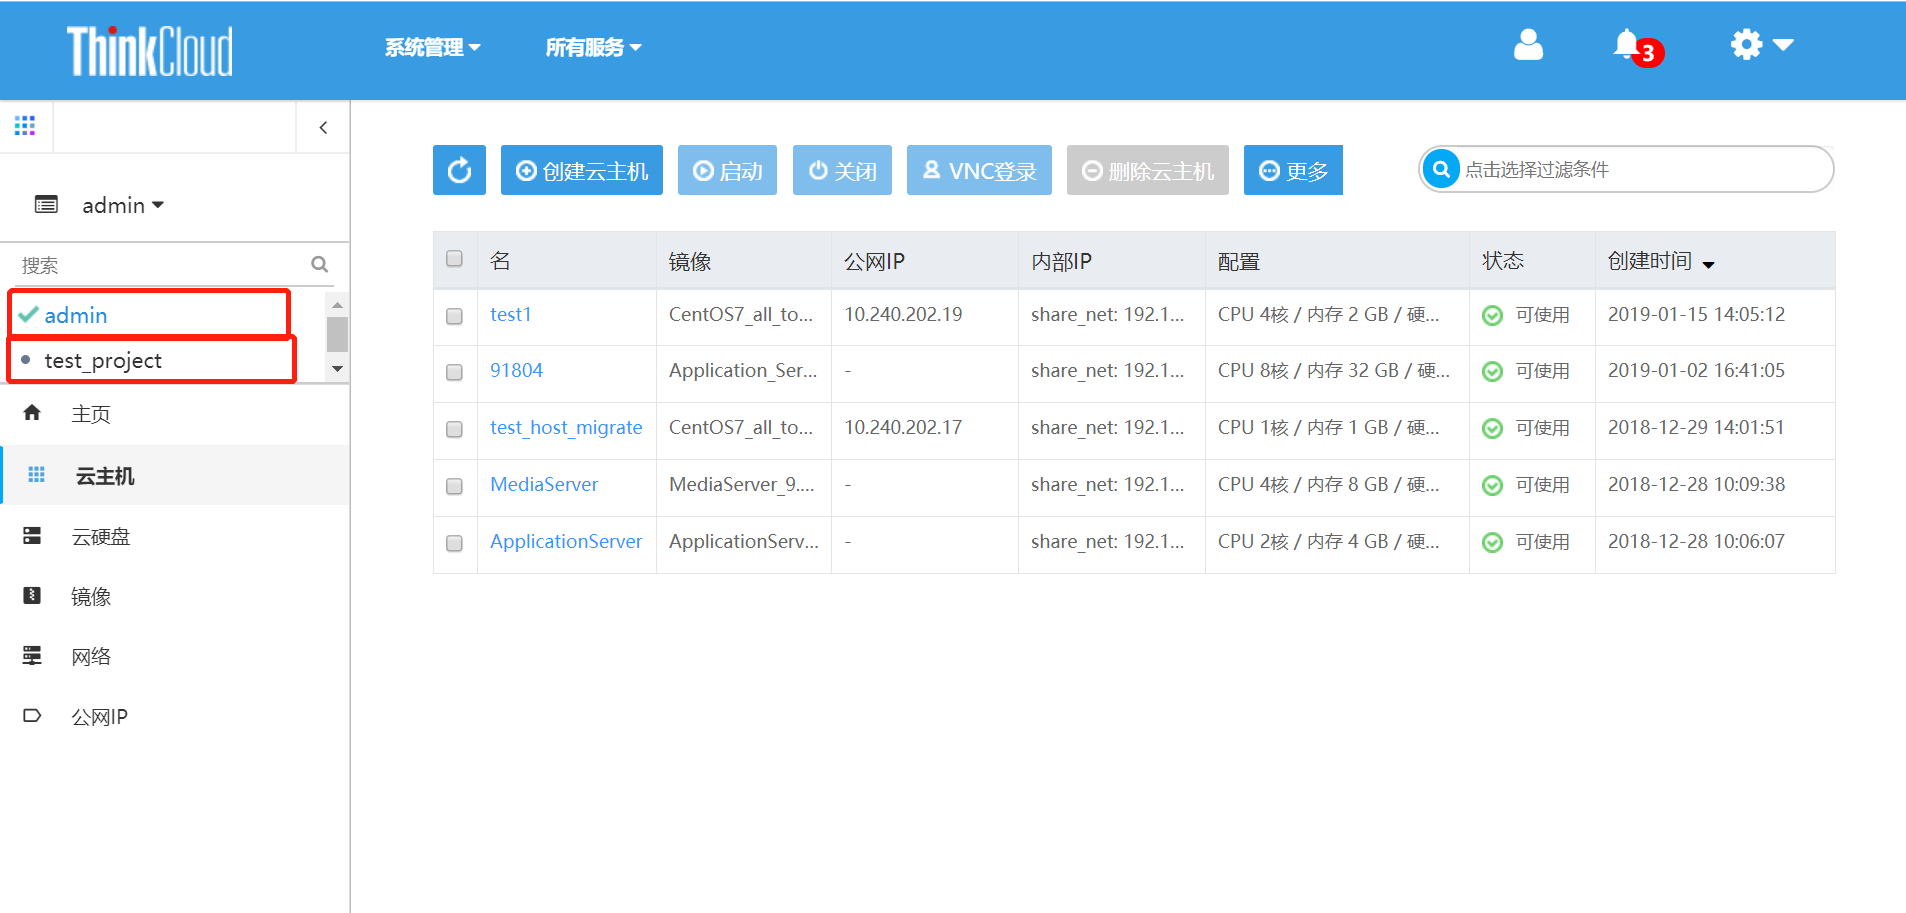 ThinkCloud
系统管理
所有服务
3
admin
搜索
admin
test_project
主页
云主机
云硬盘
镜像
网络
公网IP
创建云主机 启动 关闭 VNC登录 删除云主机 更多
点击选择过滤条件
名 镜像 公网IP 内部IP 配置 状态 创建时间
test1 CentOS7_all_to... 10.240.202.19 share_net: 192.1... CPU 4核 / 内存 2 GB / 硬... 可使用 2019-01-15 14:05:12
91804 Application_Ser... - share_net: 192.1... CPU 8核 / 内存 32 GB / 硬... 可使用 2019-01-02 16:41:05
test_host_migrate CentOS7_all_to... 10.240.202.17 share_net: 192.1... CPU 1核 / 内存 1 GB / 硬... 可使用 2018-12-29 14:01:51
MediaServer MediaServer_9.... - share_net: 192.1... CPU 4核 / 内存 8 GB / 硬... 可使用 2018-12-28 10:09:38
ApplicationServer ApplicationServ... - share_net: 192.1... CPU 2核 / 内存 4 GB / 硬... 可使用 2018-12-28 10:06:07